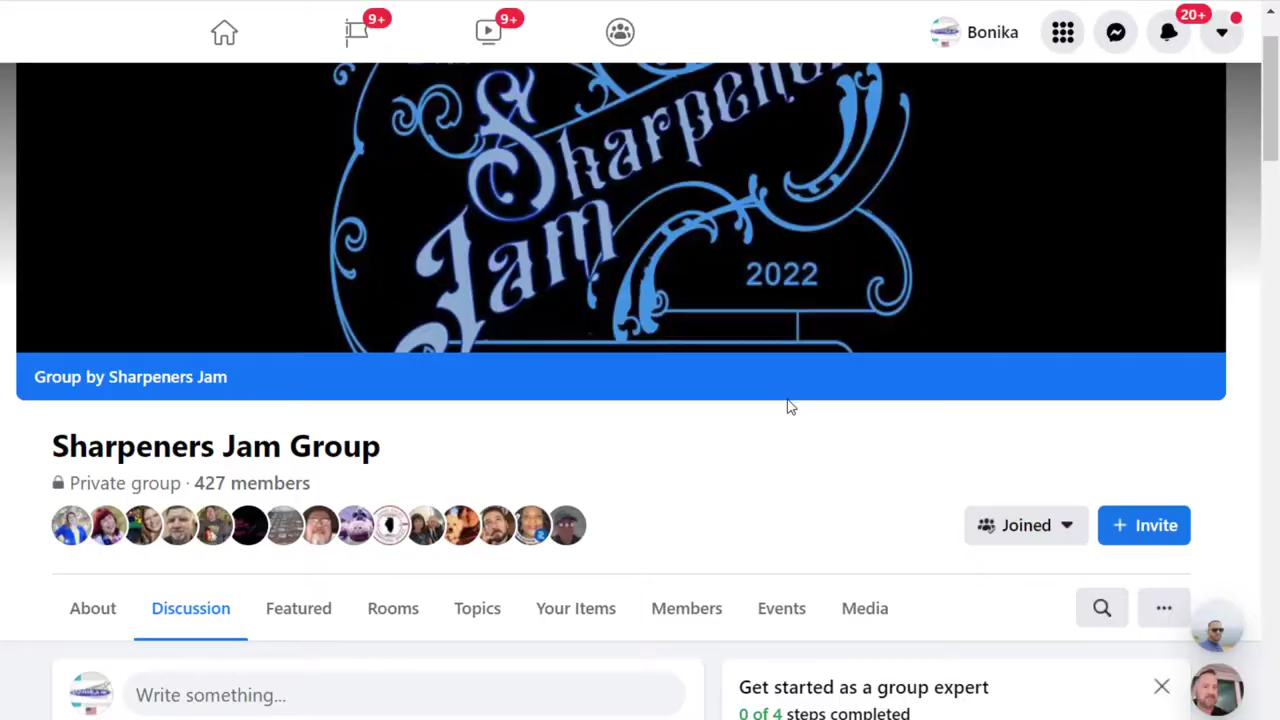 9+
9+
Bonika
20+
Sharpeners
Jam
2022
Group by Sharpeners Jam
Sharpeners Jam Group
Private group · 427 members
Joined
+ Invite
About Discussion Featured Rooms Topics Your Items Members Events Media
Write something...
Get started as a group expert
0 of 4 steps completed